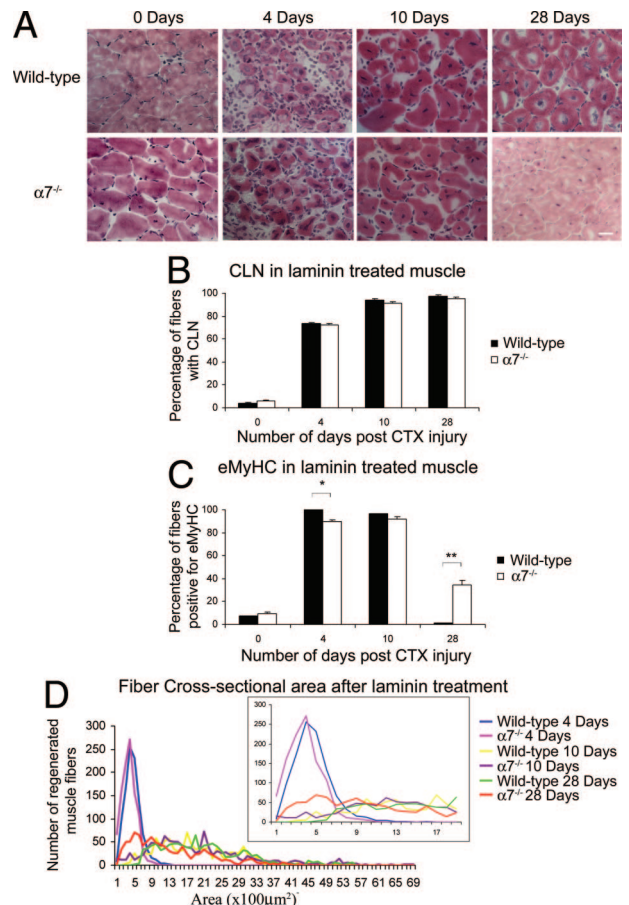 A
0 Days 4 Days 10 Days 28 Days
Wild-type
α7-/-
B CLN in laminin treated muscle
Percentage of fibers
with CLN
100
80
60
40
20
0
0 4 10 28
Number of days post CTX injury
Wild-type
α7-/-
C eMyHC in laminin treated muscle
Percentage of fibers
positive for eMyHC
100
80
60
40
20
0
*
**
0 4 10 28
Number of days post CTX injury
Wild-type
α7-/-
D Fiber Cross-sectional area after laminin treatment
Number of regenerated
muscle fibers
300
250
200
150
100
50
0
1 5 9 13 17 21 25 29 33 37 41 45 49 53 57 61 65 69
Area (x100μm²)
300
250
200
150
100
50
0
1 5 9 13 17
Wild-type 4 Days
α7-/- 4 Days
Wild-type 10 Days
α7-/- 10 Days
Wild-type 28 Days
α7-/- 28 Days